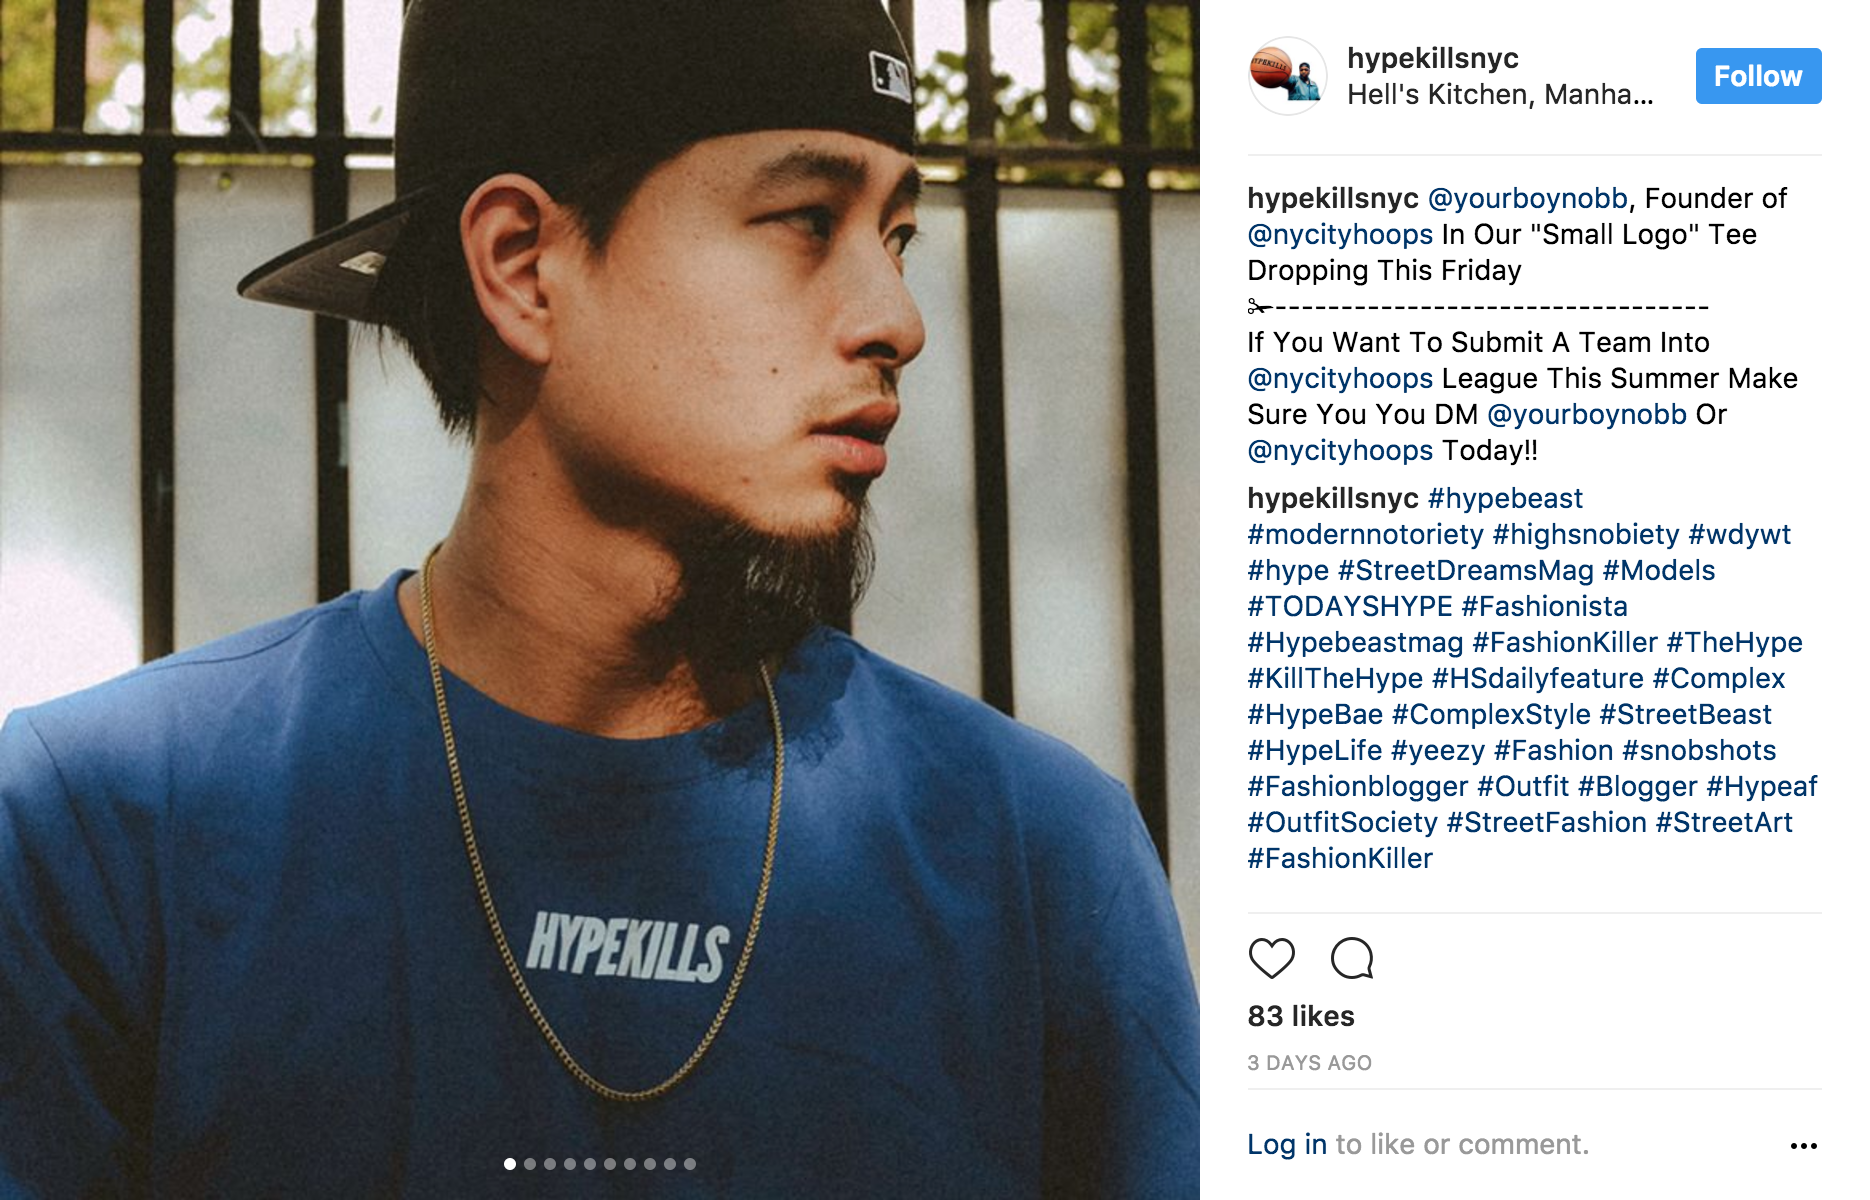 hypekillsnyc
Hell's Kitchen, Manha...
Follow
hypekillsnyc @yourboynobb, Founder of
@nycityhoops In Our "Small Logo" Tee
Dropping This Friday
✂--------------------------------
If You Want To Submit A Team Into
@nycityhoops League This Summer Make
Sure You You DM @yourboynobb Or
@nycityhoops Today!!
hypekillsnyc #hypebeast
#modernnotoriety #highsnobiety #wdywt
#hype #StreetDreamsMag #Models
#TODAYSHYPE #Fashionista
#Hypebeastmag #FashionKiller #TheHype
#KillTheHype #HSdailyfeature #Complex
#HypeBae #ComplexStyle #StreetBeast
#HypeLife #yeezy #Fashion #snobshots
#Fashionblogger #Outfit #Blogger #Hypeaf
#OutfitSociety #StreetFashion #StreetArt
#FashionKiller
83 likes
3 DAYS AGO
Log in to like or comment.
HYPEKILLS
HYPEKILLS